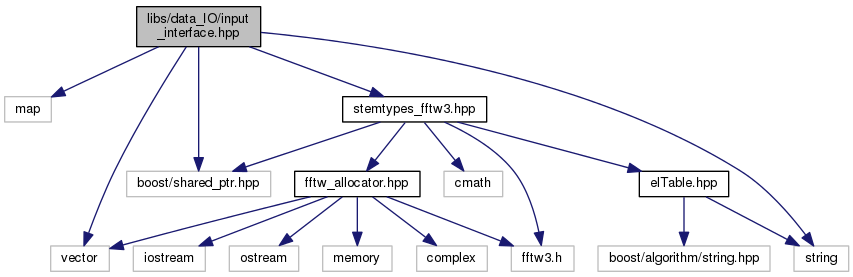 libs/data_IO/input
_interface.hpp
map
stemtypes_fftw3.hpp
boost/shared_ptr.hpp
fftw_allocator.hpp
cmath
elTable.hpp
vector
iostream
ostream
memory
complex
fftw3.h
boost/algorithm/string.hpp
string